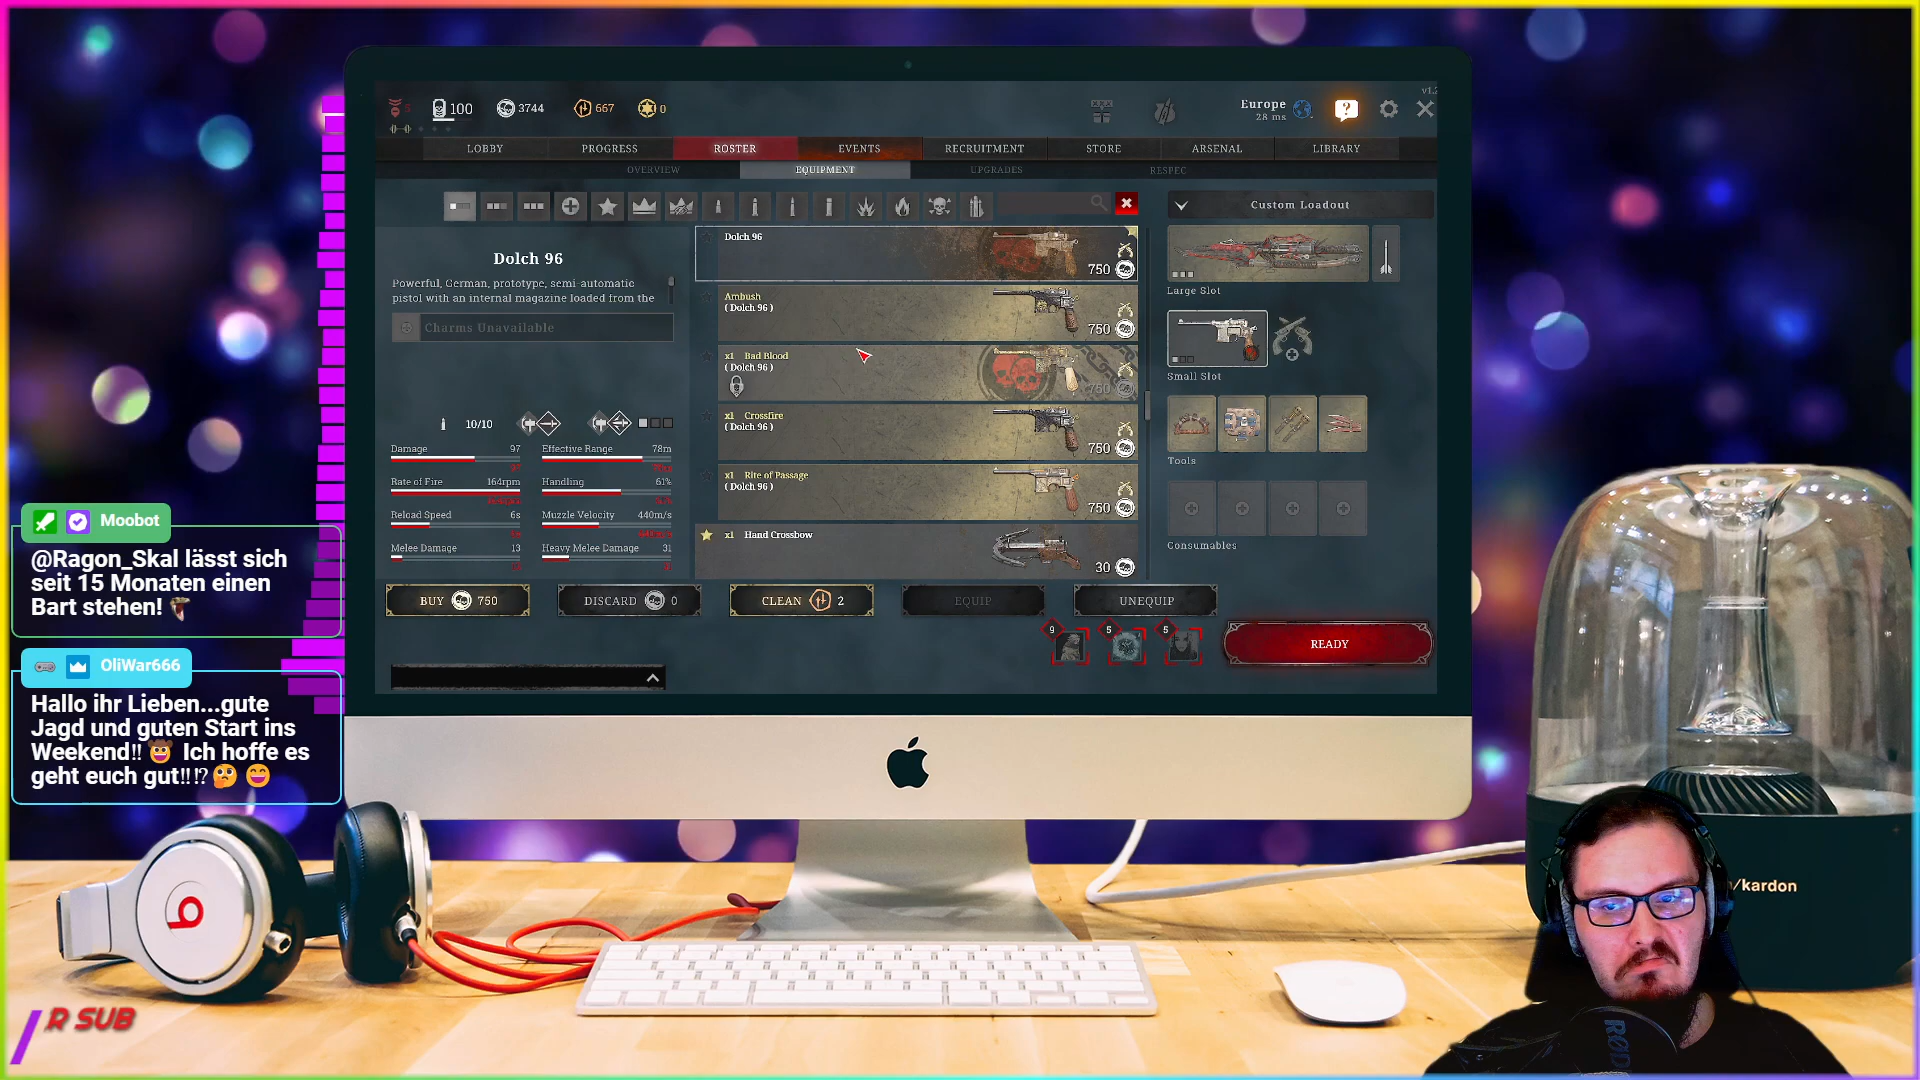 100
3744
667
0
Europe
28 ms
LOBBY
PROGRESS
ROSTER
EVENTS
RECRUITMENT
STORE
ARSENAL
LIBRARY
OVERVIEW
EQUIPMENT
UPGRADES
RESPEC
Dolch 96
Powerful, German, prototype, semi-automatic
pistol with an internal magazine loaded from the
Charms Unavailable
10/10
Damage 97
Effective Range 78m
Rate of Fire 164rpm
Handling 61%
Reload Speed 6s
Muzzle Velocity 440m/s
Melee Damage 13
Heavy Melee Damage 31
Dolch 96
750
Ambush
( Dolch 96 )
750
x1 Bad Blood
( Dolch 96 )
750
x1 Crossfire
( Dolch 96 )
750
x1 Rite of Passage
( Dolch 96 )
750
x1 Hand Crossbow
30
Custom Loadout
Large Slot
Small Slot
Tools
Consumables
BUY 750
DISCARD 0
CLEAN 2
EQUIP
UNEQUIP
9
5
5
READY
Moobot
@Ragon_Skal lässt sich
seit 15 Monaten einen
Bart stehen!
OliWar666
Hallo ihr Lieben...gute
Jagd und guten Start ins
Weekend!! 🤠 Ich hoffe es
geht euch gut!!!? 🤔 😄
R SUB
/kardon